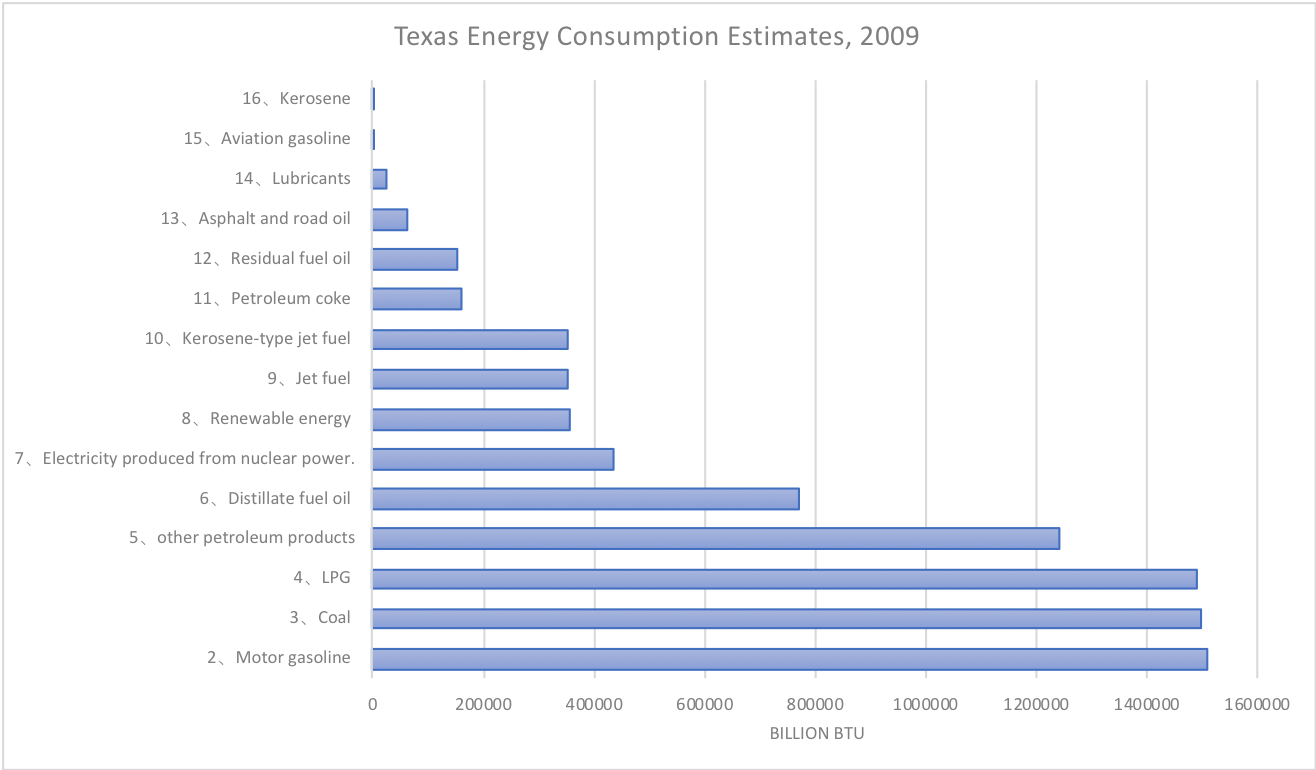 Texas Energy Consumption Estimates, 2009
16、Kerosene
15、Aviation gasoline
14、Lubricants
13、Asphalt and road oil
12、Residual fuel oil
11、Petroleum coke
10、Kerosene-type jet fuel
9、Jet fuel
8、Renewable energy
7、Electricity produced from nuclear power.
6、Distillate fuel oil
5、other petroleum products
4、LPG
3、Coal
2、Motor gasoline
0 200000 400000 600000 800000 1000000 1200000 1400000 1600000
BILLION BTU